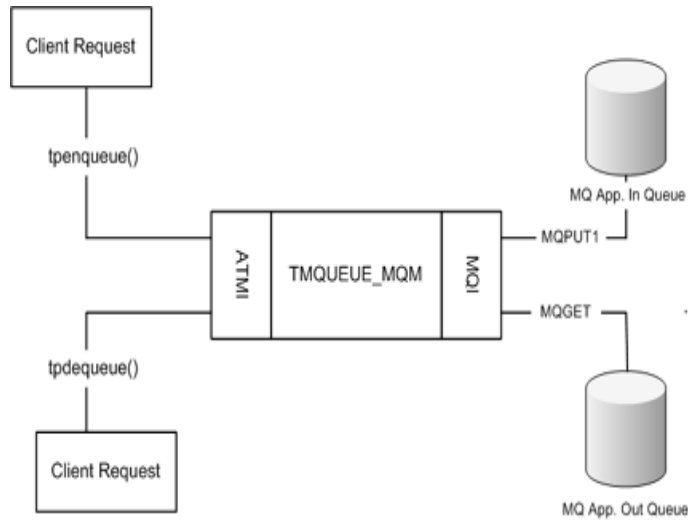 Client Request
tpenqueue()
MQ App. In Queue
MQPUT1
ATMI
TMQUEUE_MQM
MQI
MQGET
tpdequeue()
Client Request
MQ App. Out Queue